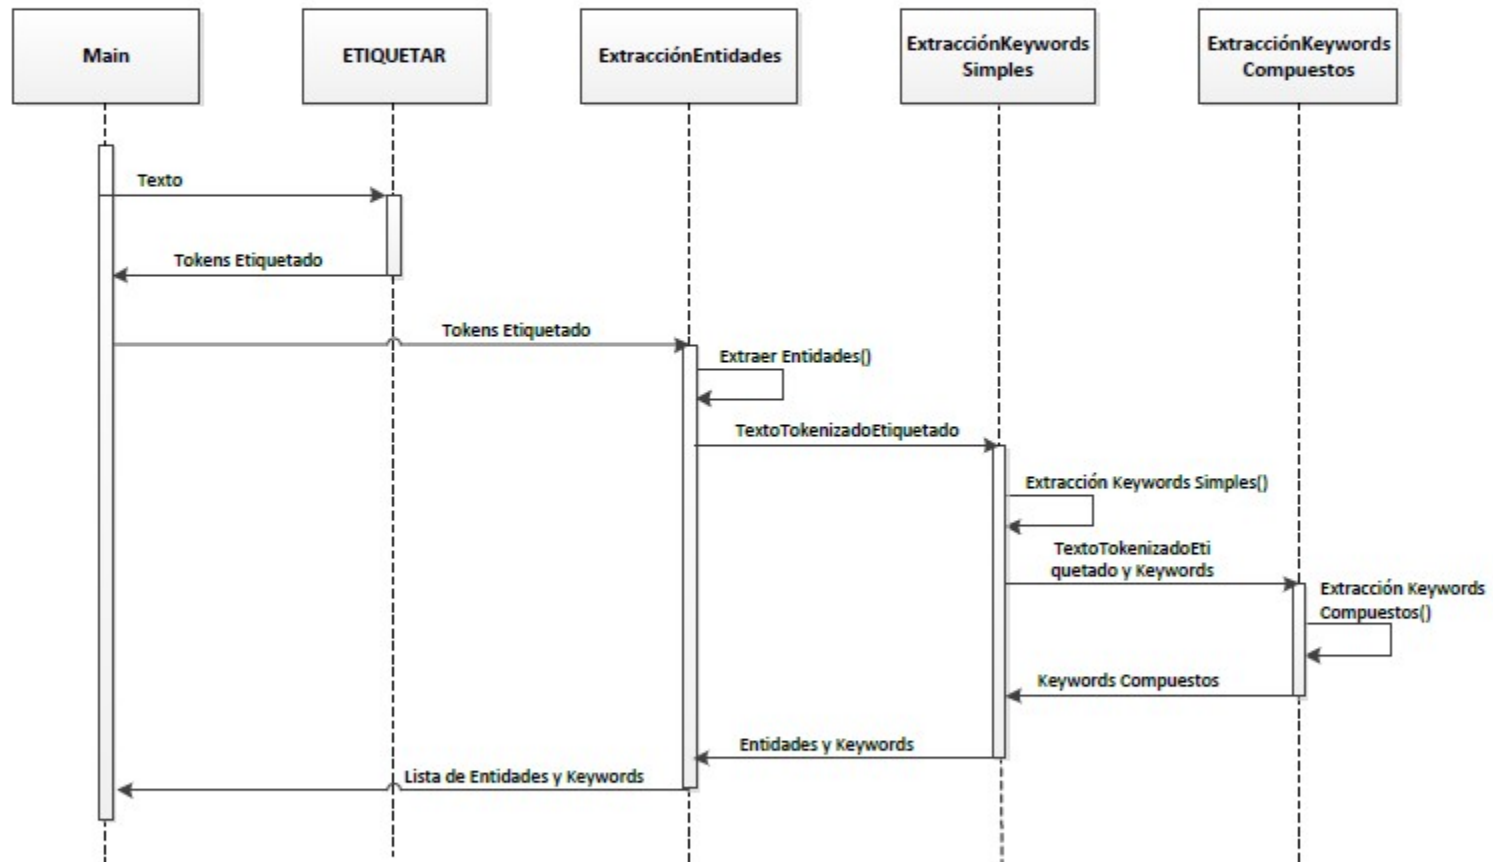 Main
ETIQUETAR
ExtracciónEntidades
ExtracciónKeywords
Simples
ExtracciónKeywords
Compuestos
Texto
Tokens Etiquetado
Tokens Etiquetado
Extraer Entidades()
TextoTokenizadoEtiquetado
Extracción Keywords Simples()
TextoTokenizadoEti
quetado y Keywords
Extracción Keywords
Compuestos()
Keywords Compuestos
Entidades y Keywords
Lista de Entidades y Keywords